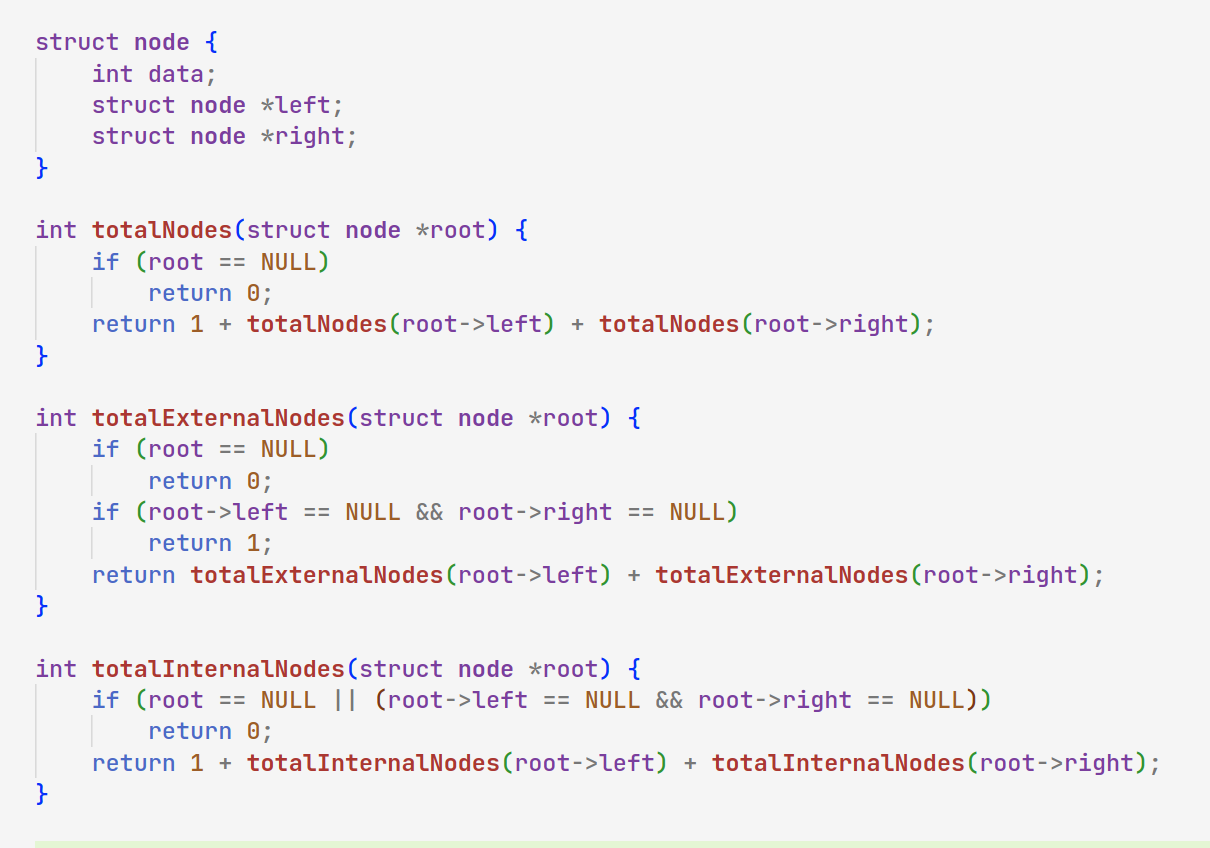 struct node {
    int data;
    struct node *left;
    struct node *right;
}

int totalNodes(struct node *root) {
    if (root == NULL)
        return 0;
    return 1 + totalNodes(root->left) + totalNodes(root->right);
}

int totalExternalNodes(struct node *root) {
    if (root == NULL)
        return 0;
    if (root->left == NULL && root->right == NULL)
        return 1;
    return totalExternalNodes(root->left) + totalExternalNodes(root->right);
}

int totalInternalNodes(struct node *root) {
    if (root == NULL || (root->left == NULL && root->right == NULL))
        return 0;
    return 1 + totalInternalNodes(root->left) + totalInternalNodes(root->right);
}